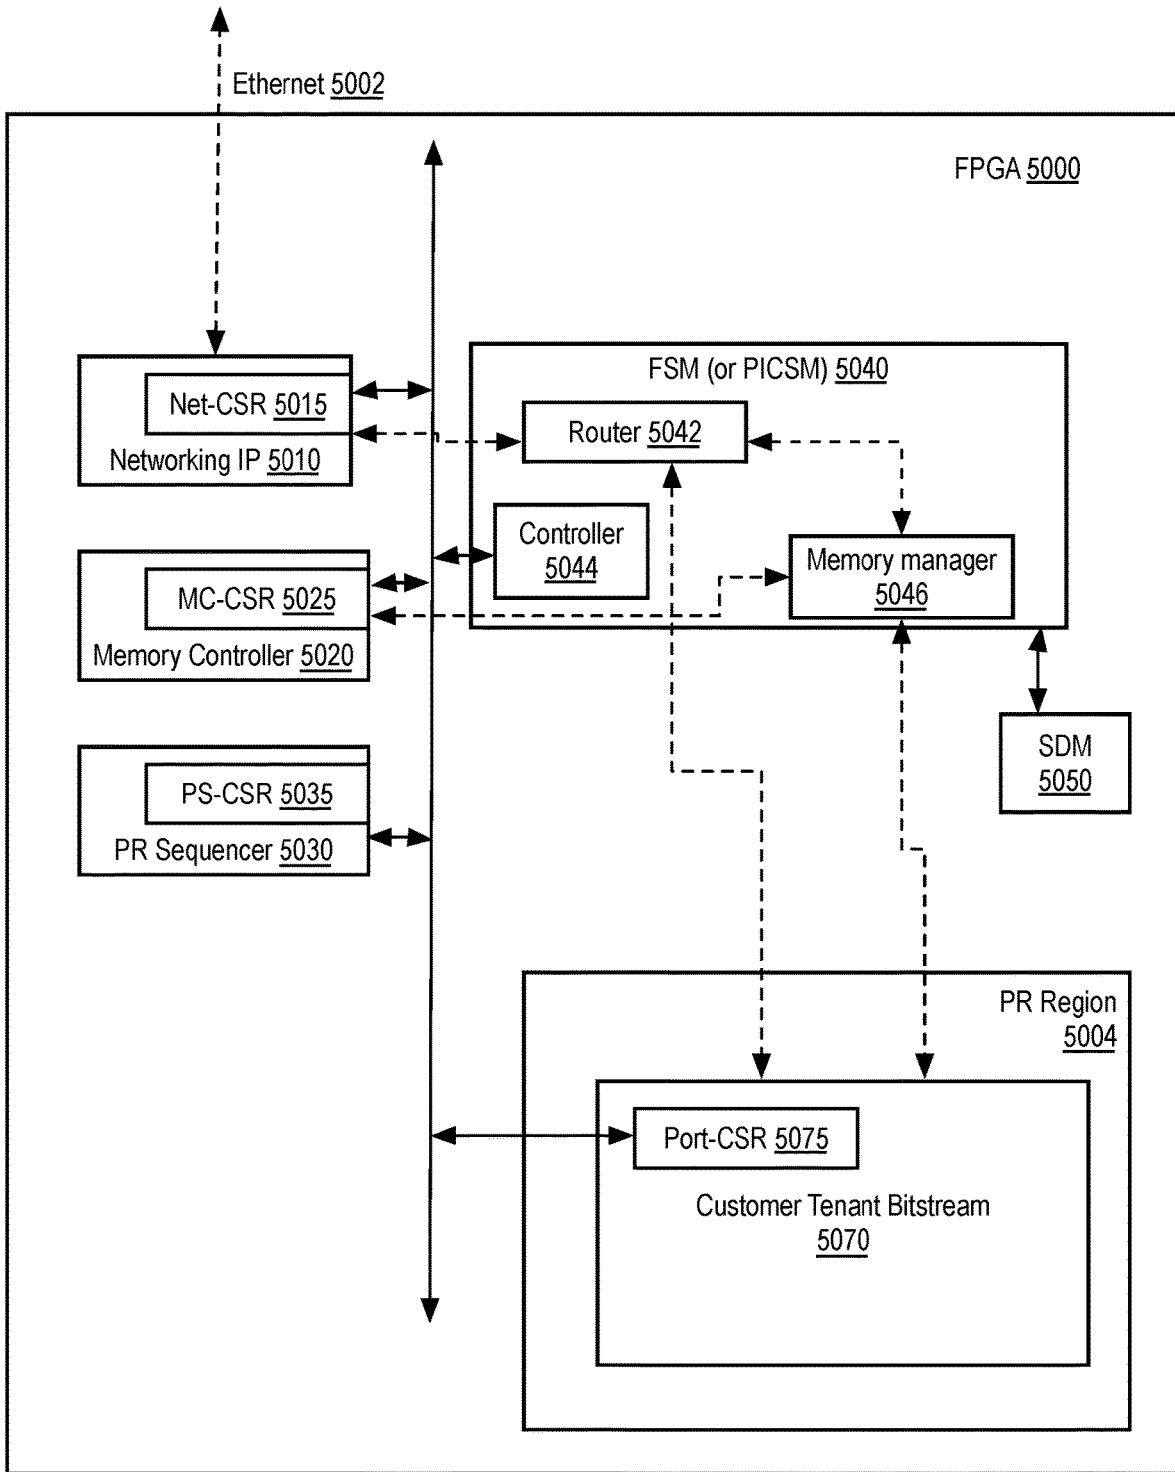 Ethernet 5002
FPGA 5000
FSM (or PICSM) 5040
Net-CSR 5015
Networking IP 5010
Router 5042
Controller
5044
Memory manager
5046
MC-CSR 5025
Memory Controller 5020
SDM
5050
PS-CSR 5035
PR Sequencer 5030
PR Region
5004
Port-CSR 5075
Customer Tenant Bitstream
5070